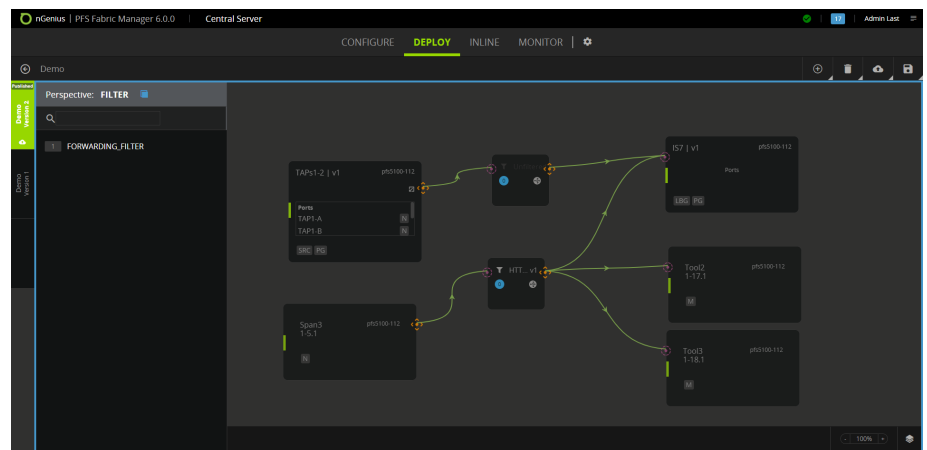 nGenius | PFS Fabric Manager 6.0.0 | Central Server 17 | Admin Last
CONFIGURE DEPLOY INLINE MONITOR |
Demo
Published
Demo
Version 2
Demo
Version 1
Perspective: FILTER
1 FORWARDING_FILTER
TAPs1-2 | v1 pfs5100-112
Ports
TAP1-A N
TAP1-B N
SRC PG
0
IS7 | v1 pfs5100-112
Ports
LBG PG
HTT... v1
0
Span3 pfs5100-112
1-5.1
N
Tool2 pfs5100-112
1-17.1
M
Tool3 pfs5100-112
1-18.1
M
- 100% +